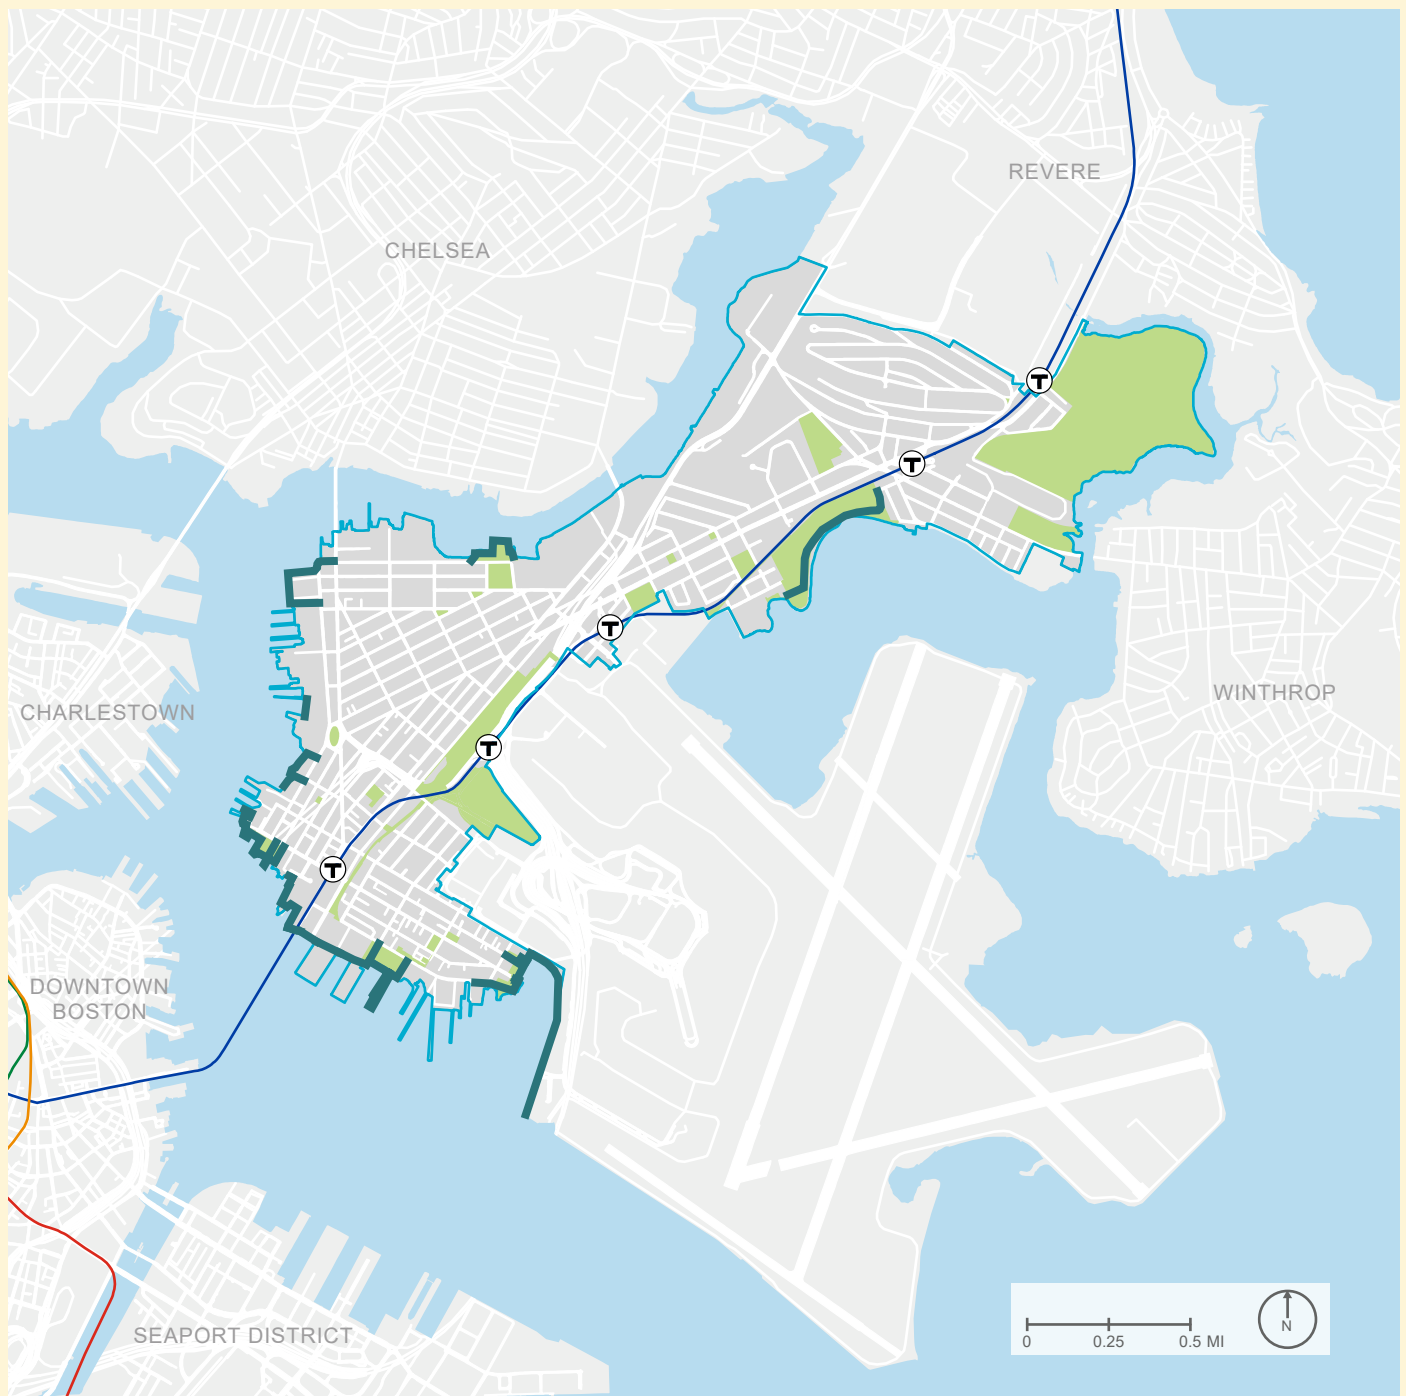 REVERE
CHELSEA
T
T
T
WINTHROP
CHARLESTOWN
T
T
DOWNTOWN
BOSTON
SEAPORT DISTRICT
N
0 0.25 0.5 MI